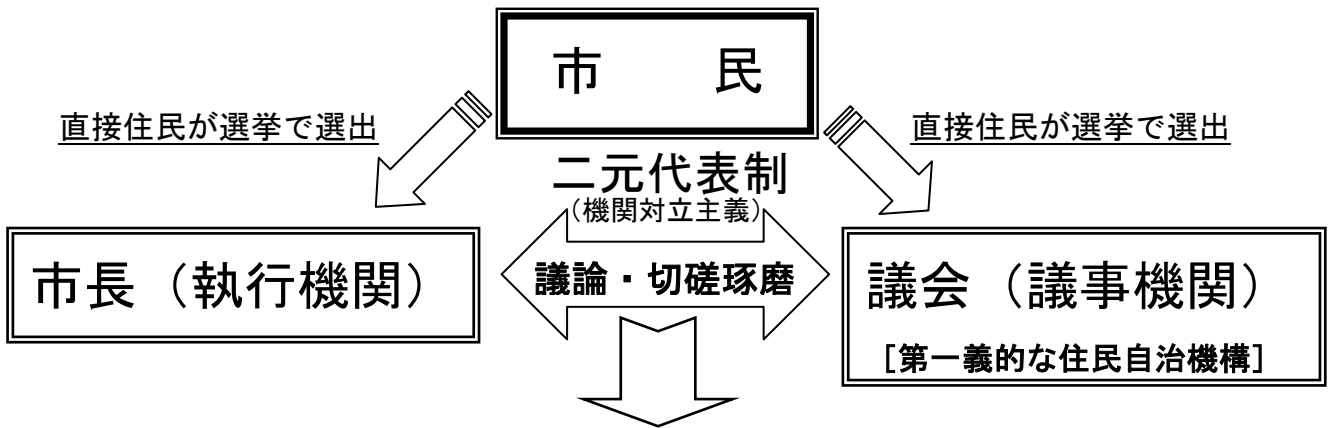 市　　民
直接住民が選挙で選出
直接住民が選挙で選出
二元代表制
（機関対立主義）
市長（執行機関）
議論・切磋琢磨
議会（議事機関）
［第一義的な住民自治機構］